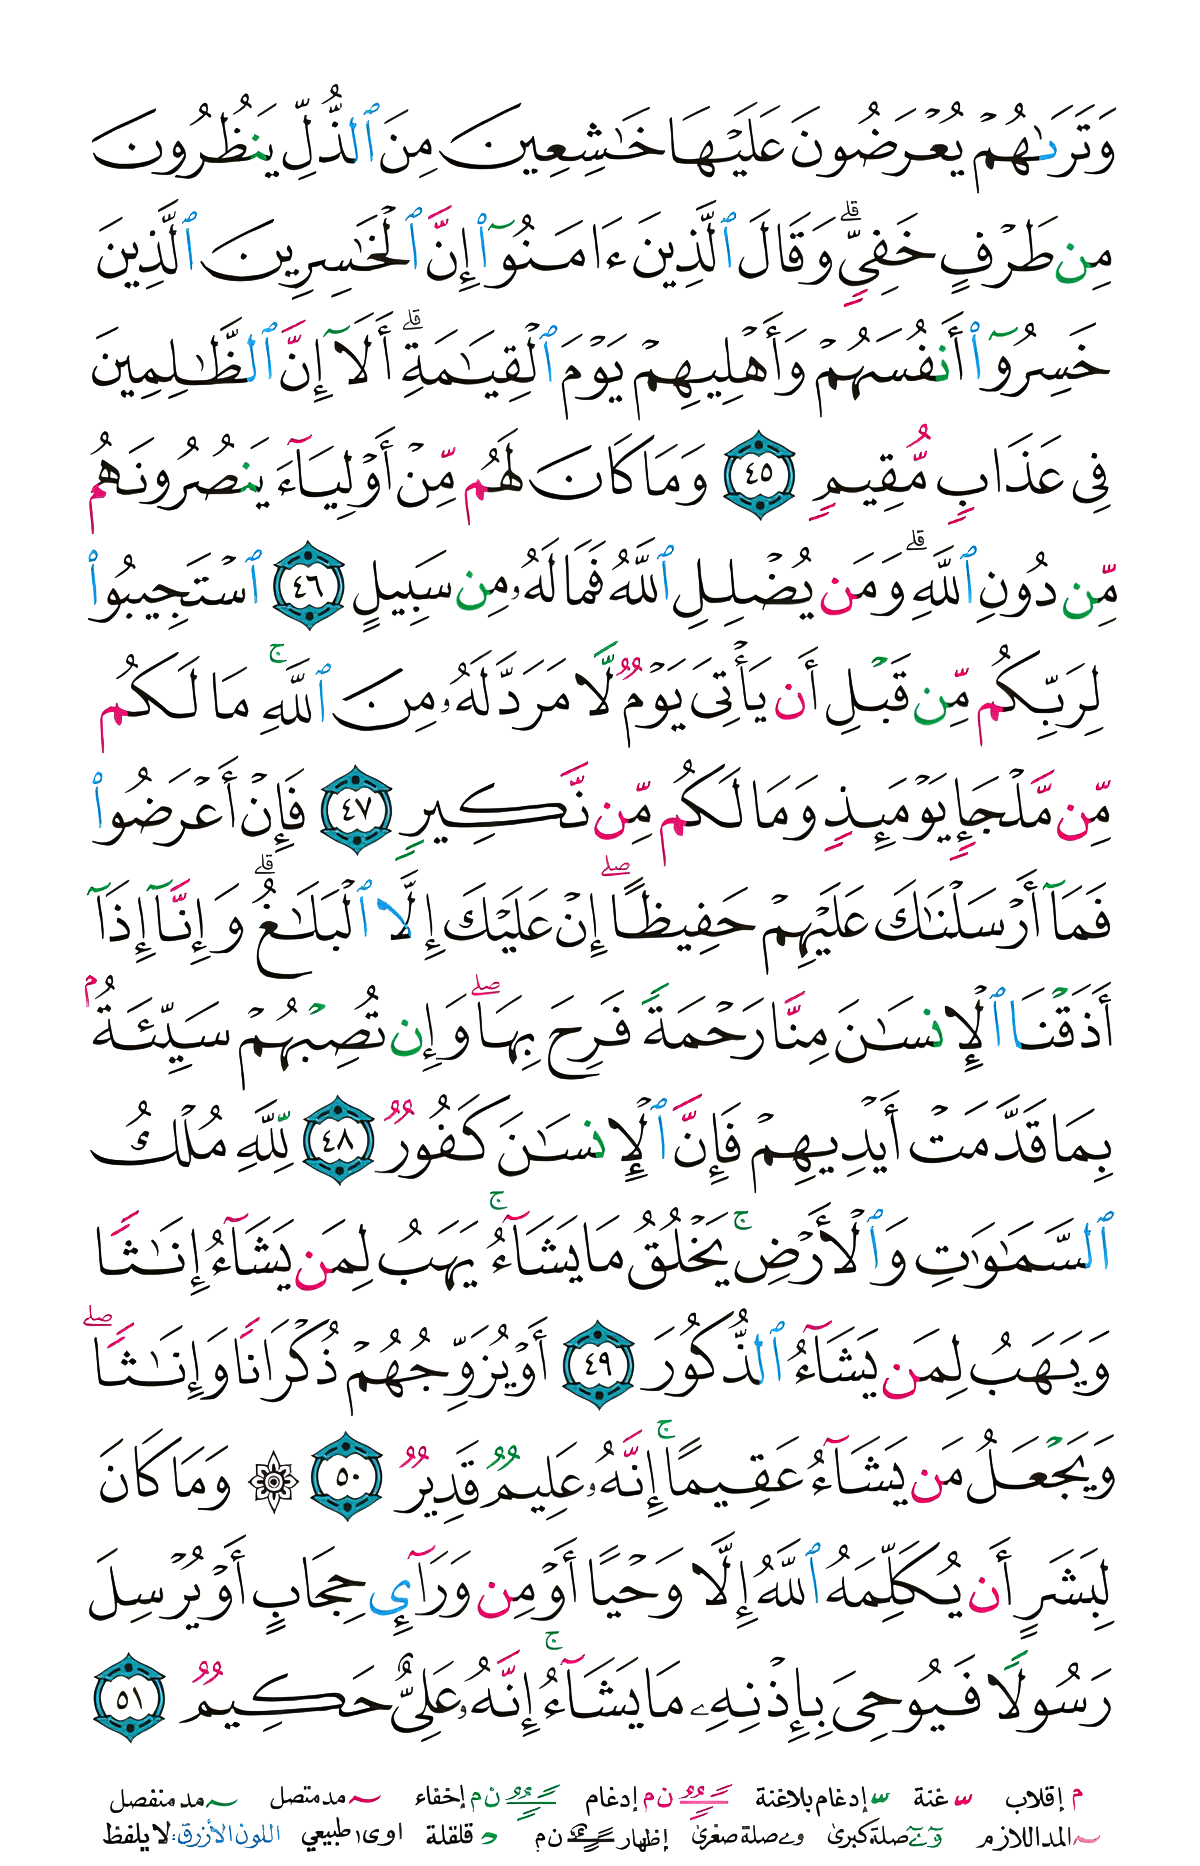 وَتَرَىٰهُمْ يُعْرَضُونَ عَلَيْهَا خَٰشِعِينَ مِنَ ٱلذُّلِّ يَنظُرُونَ
مِن طَرْفٍ خَفِىٍّۗ وَقَالَ ٱلَّذِينَ ءَامَنُوٓا۟ إِنَّ ٱلْخَٰسِرِينَ ٱلَّذِينَ
خَسِرُوٓا۟ أَنفُسَهُمْ وَأَهْلِيهِمْ يَوْمَ ٱلْقِيَٰمَةِۗ أَلَآ إِنَّ ٱلظَّٰلِمِينَ
فِى عَذَابٍ مُّقِيمٍ ٤٥ وَمَا كَانَ لَهُم مِّنْ أَوْلِيَآءَ يَنصُرُونَهُم
مِّن دُونِ ٱللَّهِۗ وَمَن يُضْلِلِ ٱللَّهُ فَمَا لَهُۥ مِن سَبِيلٍ ٤٦ ٱسْتَجِيبُوا۟
لِرَبِّكُم مِّن قَبْلِ أَن يَأْتِىَ يَوْمٌ لَّا مَرَدَّ لَهُۥ مِنَ ٱللَّهِۚ مَا لَكُم
مِّن مَّلْجَإٍ يَوْمَئِذٍ وَمَا لَكُم مِّن نَّكِيرٍ ٤٧ فَإِنْ أَعْرَضُوا۟
فَمَآ أَرْسَلْنَٰكَ عَلَيْهِمْ حَفِيظًاۖ إِنْ عَلَيْكَ إِلَّا ٱلْبَلَٰغُۗ وَإِنَّآ إِذَآ
أَذَقْنَا ٱلْإِنسَٰنَ مِنَّا رَحْمَةً فَرِحَ بِهَاۖ وَإِن تُصِبْهُمْ سَيِّئَةُۢ
بِمَا قَدَّمَتْ أَيْدِيهِمْ فَإِنَّ ٱلْإِنسَٰنَ كَفُورٌ ٤٨ لِّلَّهِ مُلْكُ
ٱلسَّمَٰوَٰتِ وَٱلْأَرْضِۚ يَخْلُقُ مَا يَشَآءُۚ يَهَبُ لِمَن يَشَآءُ إِنَٰثًا
وَيَهَبُ لِمَن يَشَآءُ ٱلذُّكُورَ ٤٩ أَوْ يُزَوِّجُهُمْ ذُكْرَانًا وَإِنَٰثًاۖ
وَيَجْعَلُ مَن يَشَآءُ عَقِيمًاۚ إِنَّهُۥ عَلِيمٌ قَدِيرٌ ٥٠ ۞ وَمَا كَانَ
لِبَشَرٍ أَن يُكَلِّمَهُ ٱللَّهُ إِلَّا وَحْيًا أَوْ مِن وَرَآئِ حِجَابٍ أَوْ يُرْسِلَ
رَسُولًا فَيُوحِىَ بِإِذْنِهِۦ مَا يَشَآءُۚ إِنَّهُۥ عَلِىٌّ حَكِيمٌ ٥١
م إقلاب ّ غنة ّ إدغام بلاغنة ن م إدغام ن م إخفاء ~ مد متصل ~ مد منفصل
~ المد اللازم و ے صلة كبرى و ے صلة صغرى إظهار ن م د قلقلة ا و ى طبيعي اللون الأزرق: لا يلفظ